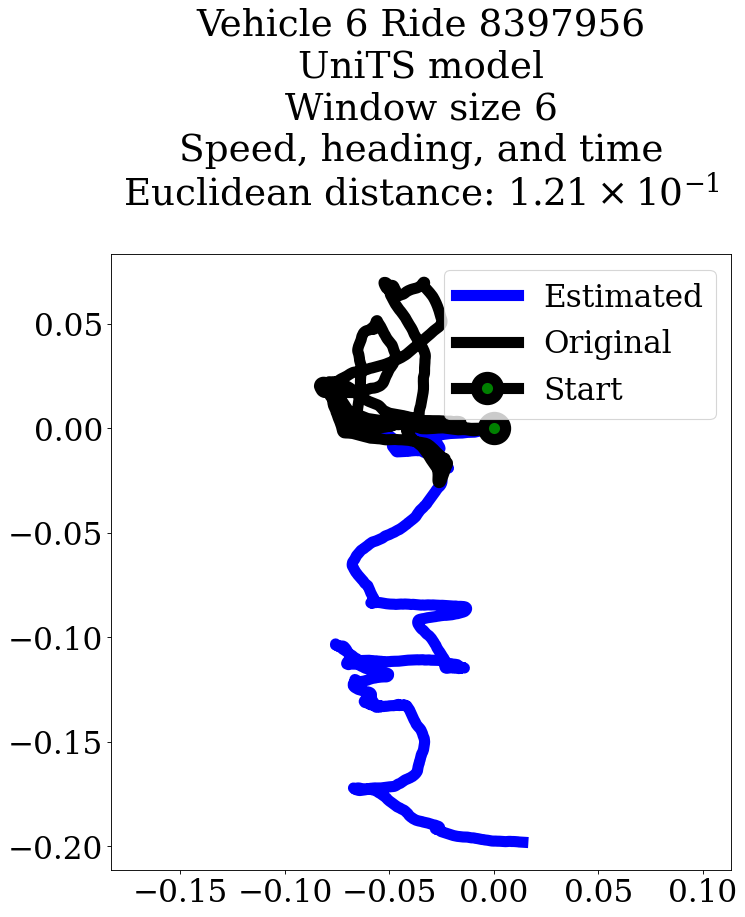 Vehicle 6 Ride 8397956
UniTS model
Window size 6
Speed, heading, and time
Euclidean distance: 1.21 × 10⁻¹
Estimated
Original
Start
0.05
0.00
−0.05
−0.10
−0.15
−0.20
−0.15 −0.10 −0.05 0.00 0.05 0.10